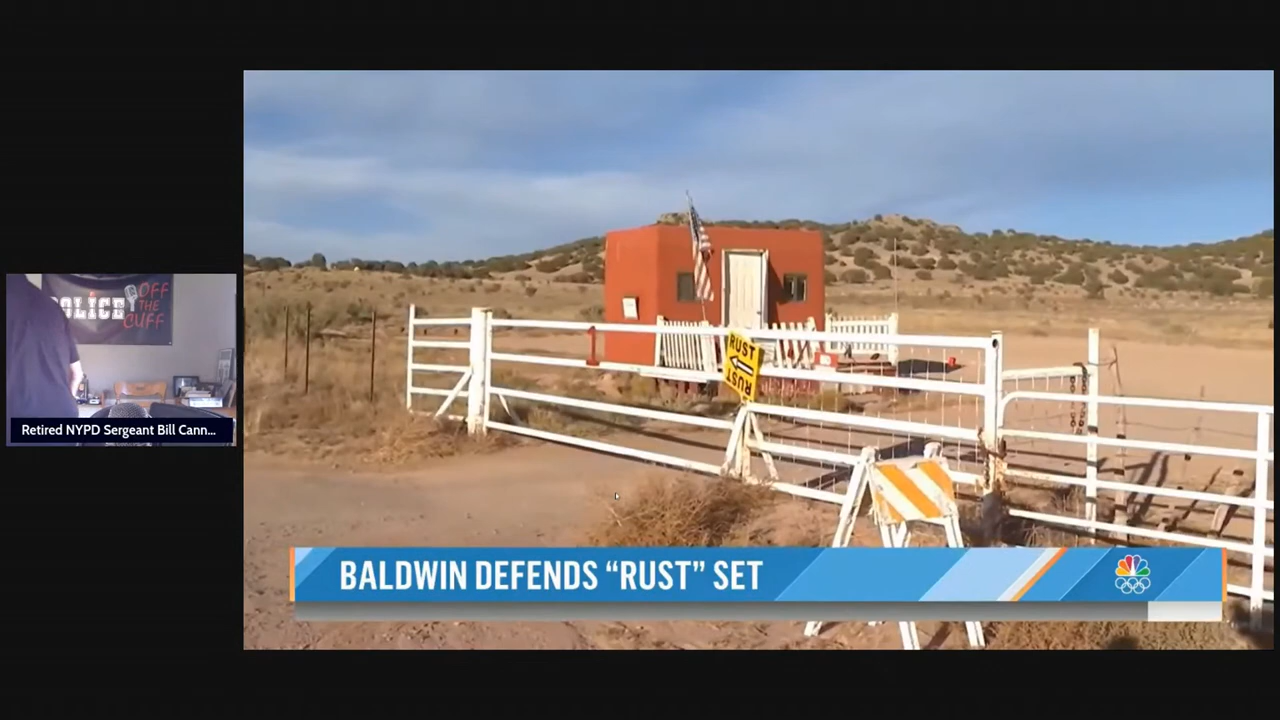 POLICE OFF
THE
CUFF
Retired NYPD Sergeant Bill Cann...
RUST
RUST
BALDWIN DEFENDS “RUST” SET